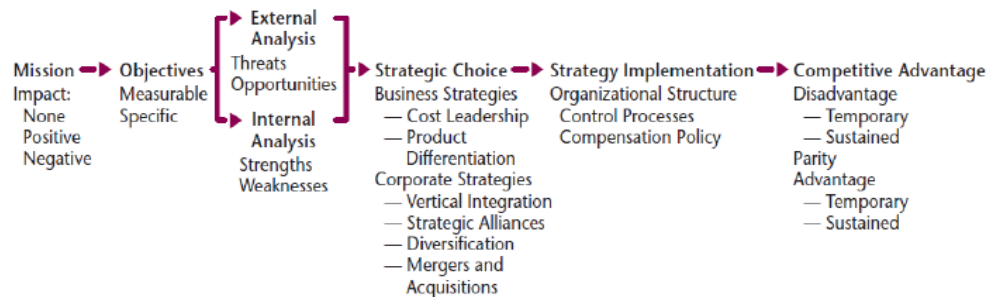 Mission
Impact:
None
Positive
Negative
Objectives
Measurable
Specific
External
Analysis
Threats
Opportunities
Internal
Analysis
Strengths
Weaknesses
Strategic Choice
Business Strategies
— Cost Leadership
— Product
Differentiation
Corporate Strategies
— Vertical Integration
— Strategic Alliances
— Diversification
— Mergers and
Acquisitions
Strategy Implementation
Organizational Structure
Control Processes
Compensation Policy
Competitive Advantage
Disadvantage
— Temporary
— Sustained
Parity
Advantage
— Temporary
— Sustained